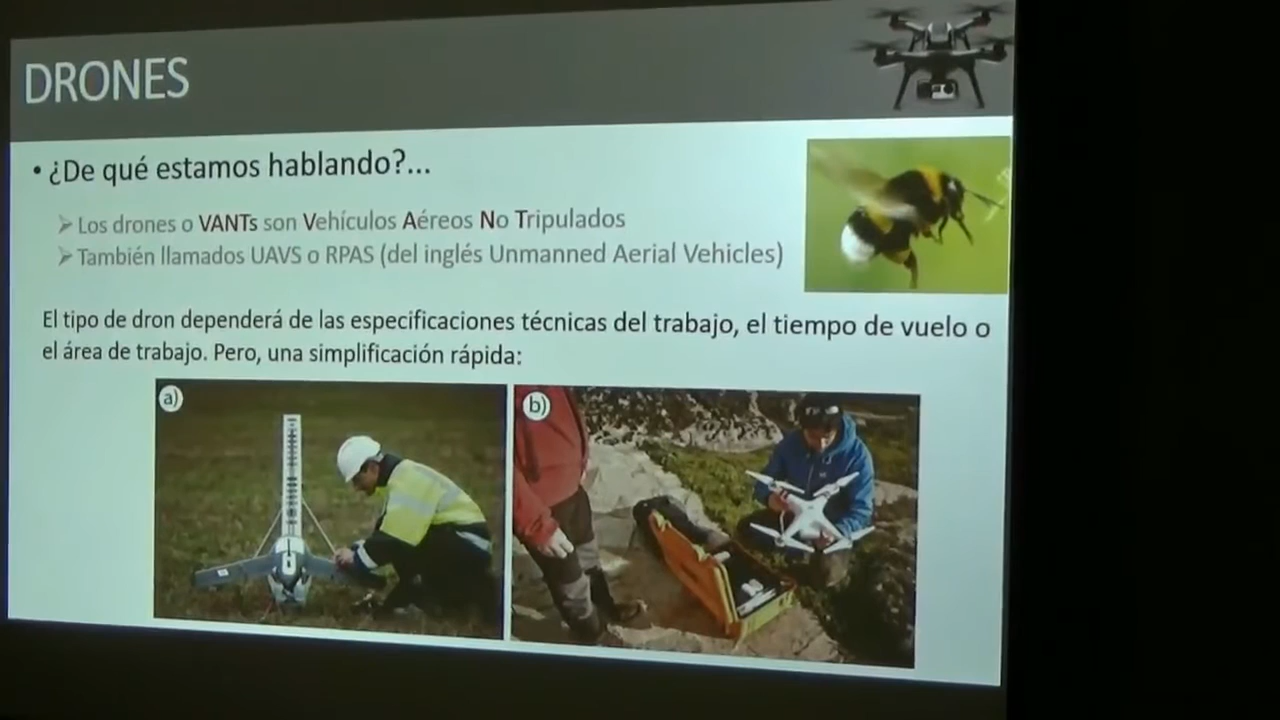 DRONES
• ¿De qué estamos hablando?...
➢ Los drones o VANTs son Vehículos Aéreos No Tripulados
➢ También llamados UAVS o RPAS (del inglés Unmanned Aerial Vehicles)
El tipo de dron dependerá de las especificaciones técnicas del trabajo, el tiempo de vuelo o
el área de trabajo. Pero, una simplificación rápida:
a)
b)